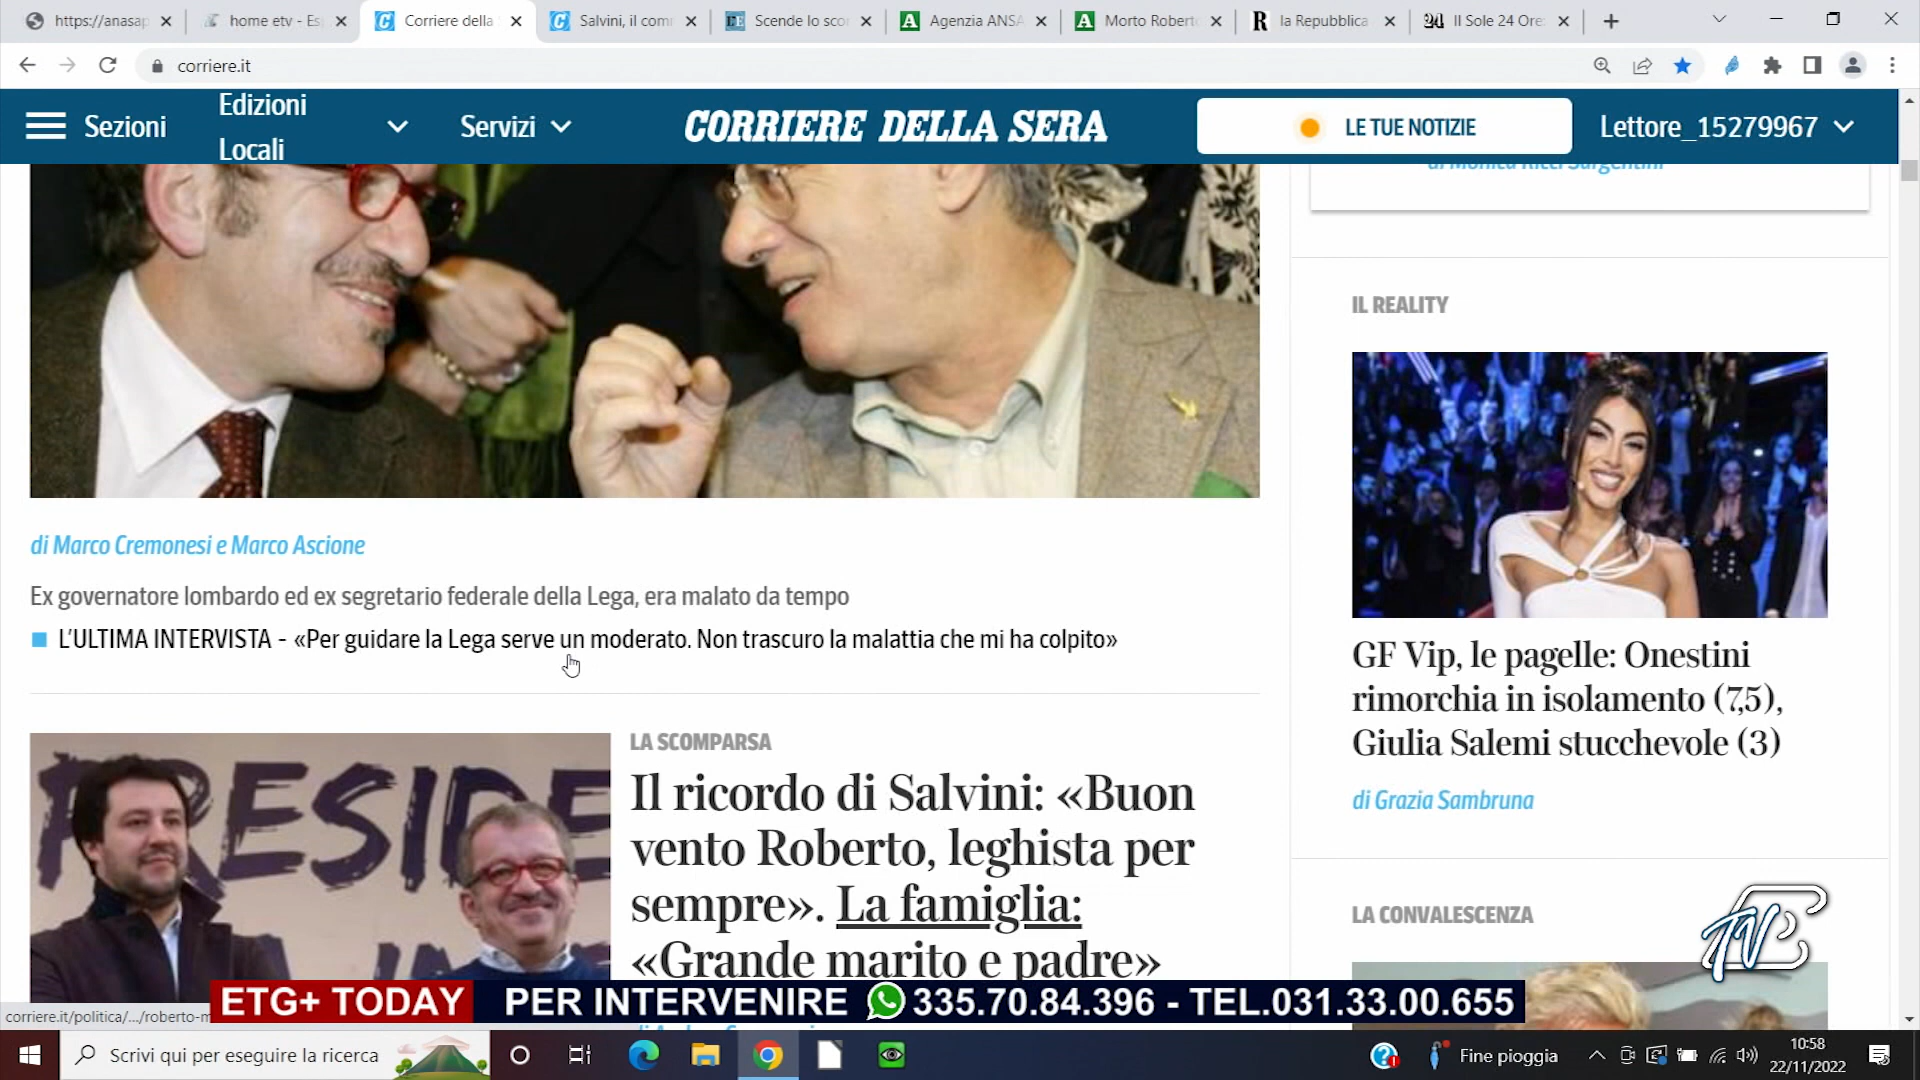 https://anasap
home etv - Es
Corriere della
Salvini, il com
Scende lo sco
Agenzia ANSA
Morto Robert
la Repubblica
Il Sole 24 Ore
corriere.it
Sezioni
Edizioni
Locali
Servizi
CORRIERE DELLA SERA
LE TUE NOTIZIE
Lettore_15279967
di Monica Ricci Sargentini
di Marco Cremonesi e Marco Ascione
Ex governatore lombardo ed ex segretario federale della Lega, era malato da tempo
L'ULTIMA INTERVISTA - «Per guidare la Lega serve un moderato. Non trascuro la malattia che mi ha colpito»
LA SCOMPARSA
Il ricordo di Salvini: «Buon
vento Roberto, leghista per
sempre». La famiglia:
«Grande marito e padre»
PRESIDE
IL REALITY
GF Vip, le pagelle: Onestini
rimorchia in isolamento (7,5),
Giulia Salemi stucchevole (3)
di Grazia Sambruna
LA CONVALESCENZA
ETV
corriere.it/politica/.../roberto-m
ETG+ TODAY
PER INTERVENIRE 335.70.84.396 - TEL.031.33.00.655
Scrivi qui per eseguire la ricerca
Fine pioggia
10:58
22/11/2022